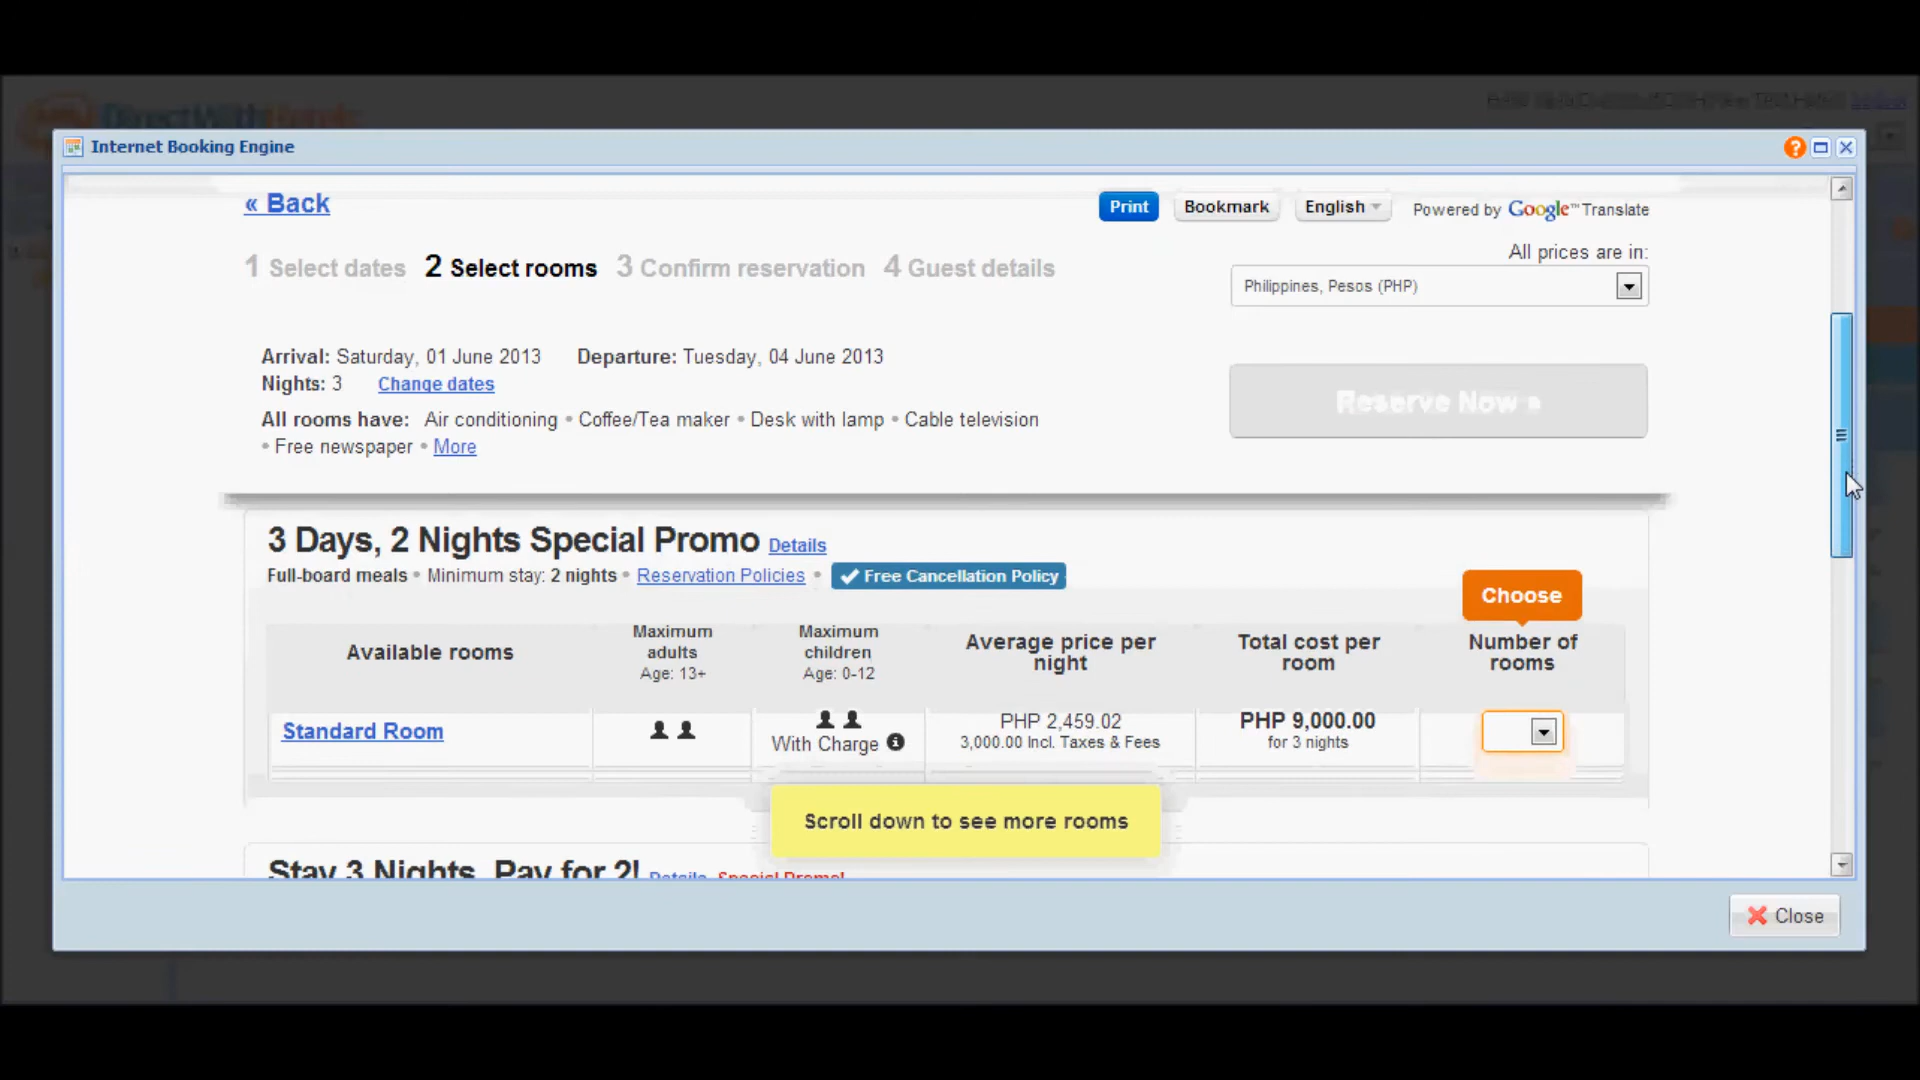 DirectWithHotels
Internet Booking Engine
« Back
Print Bookmark English Powered by Google™ Translate
All prices are in:
1 Select dates 2 Select rooms 3 Confirm reservation 4 Guest details
Philippines, Pesos (PHP)
Arrival: Saturday, 01 June 2013 Departure: Tuesday, 04 June 2013
Nights: 3 Change dates
Reserve Now »
All rooms have: Air conditioning • Coffee/Tea maker • Desk with lamp • Cable television
• Free newspaper • More
3 Days, 2 Nights Special Promo Details
Full-board meals • Minimum stay: 2 nights • Reservation Policies • Free Cancellation Policy
Choose
Available rooms Maximum adults Age: 13+ Maximum children Age: 0-12 Average price per night Total cost per room Number of rooms
Standard Room With Charge PHP 2,459.02 PHP 9,000.00
3,000.00 Incl. Taxes & Fees for 3 nights
Scroll down to see more rooms
Stay 3 Nights, Pay for 2! Details Special Promo!
Close